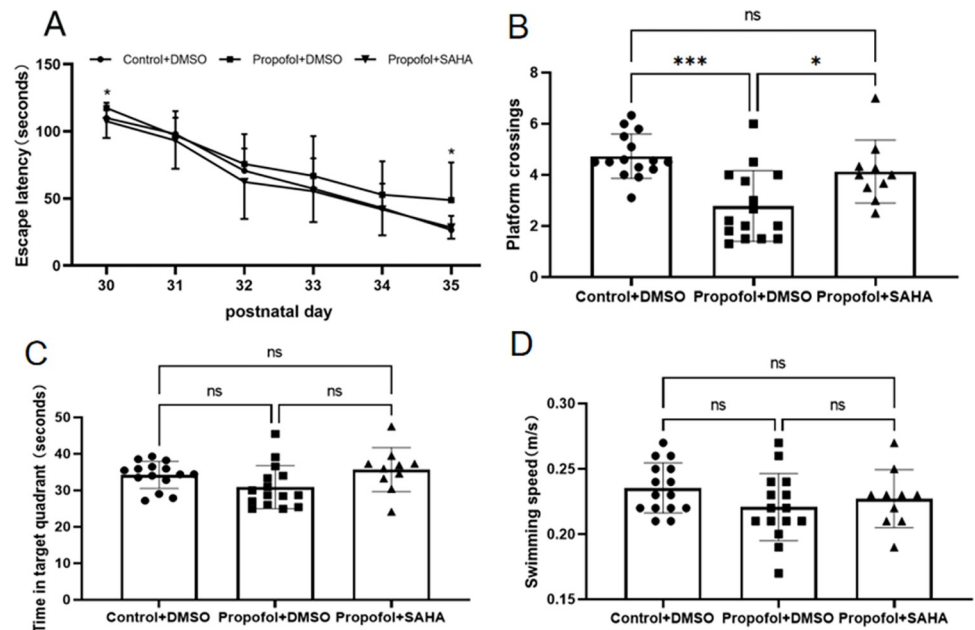 A
Control+DMSO Propofol+DMSO Propofol+SAHA
Escape latency (seconds)
150
100
50
0
*
*
30 31 32 33 34 35
postnatal day
B
ns
*** *
Platform crossings
8
6
4
2
0
Control+DMSO Propofol+DMSO Propofol+SAHA
C
ns
ns ns
Time in target quadrant (seconds)
50
40
30
20
10
0
Control+DMSO Propofol+DMSO Propofol+SAHA
D
ns
ns ns
Swimming speed (m/s)
0.30
0.25
0.20
0.15
Control+DMSO Propofol+DMSO Propofol+SAHA